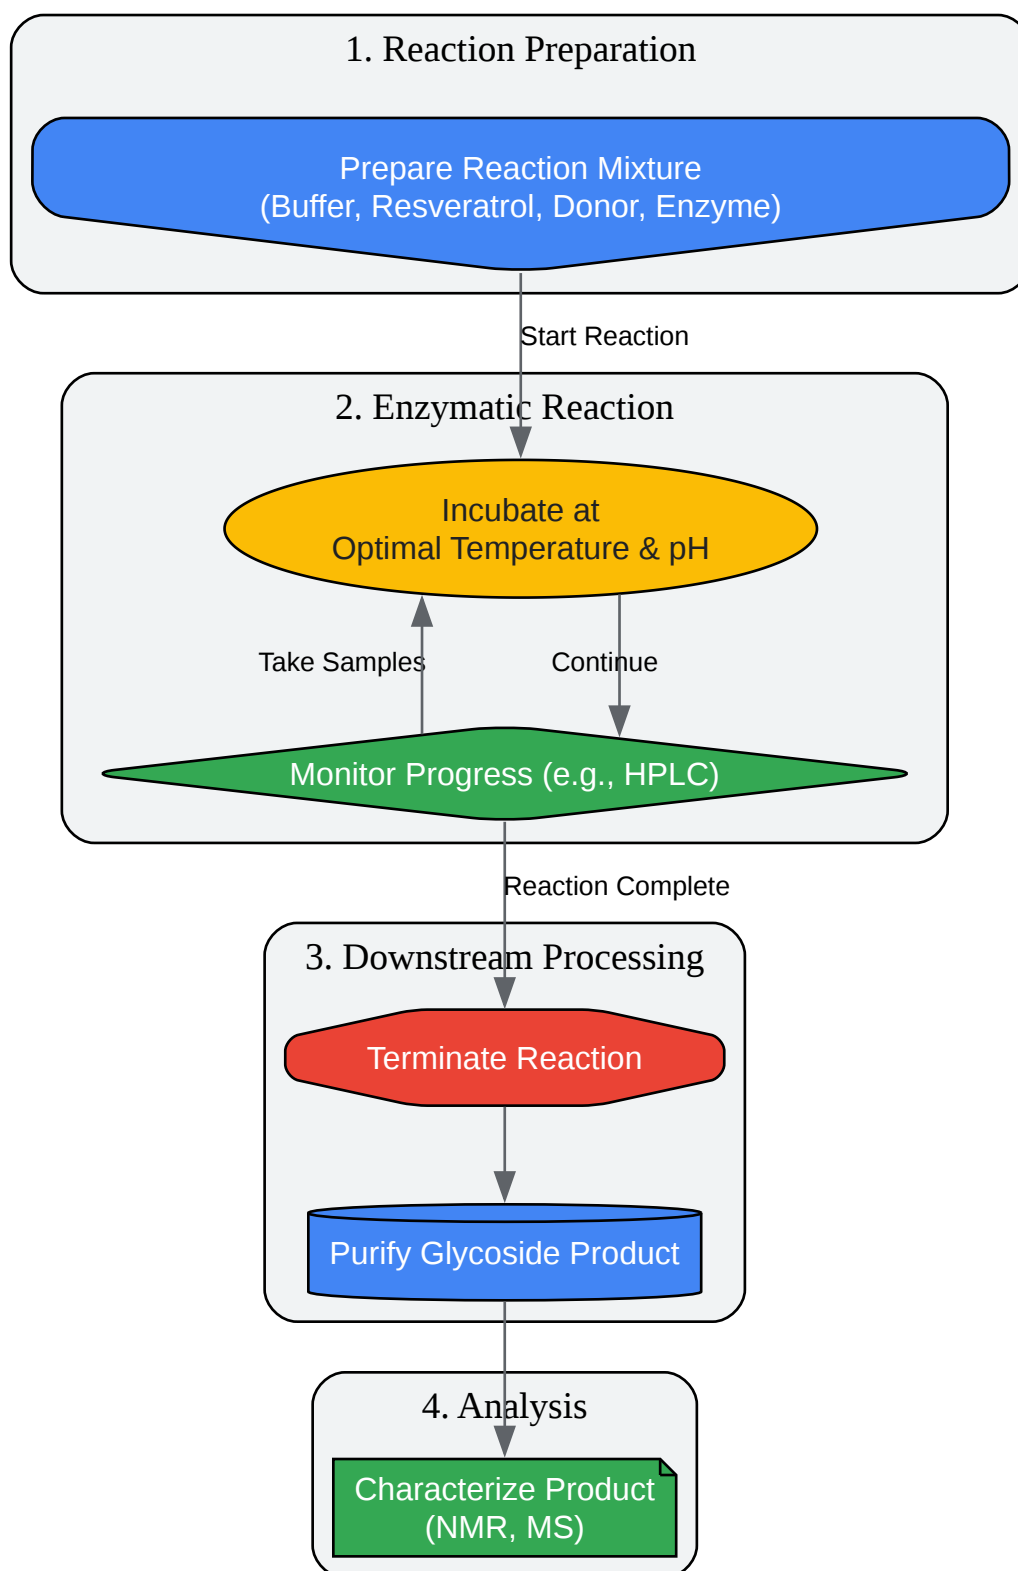 1. Reaction Preparation
Prepare Reaction Mixture
(Buffer, Resveratrol, Donor, Enzyme)
Start Reaction
2. Enzymatic Reaction
Incubate at
Optimal Temperature & pH
Take Samples
Continue
Monitor Progress (e.g., HPLC)
Reaction Complete
3. Downstream Processing
Terminate Reaction
Purify Glycoside Product
4. Analysis
Characterize Product
(NMR, MS)